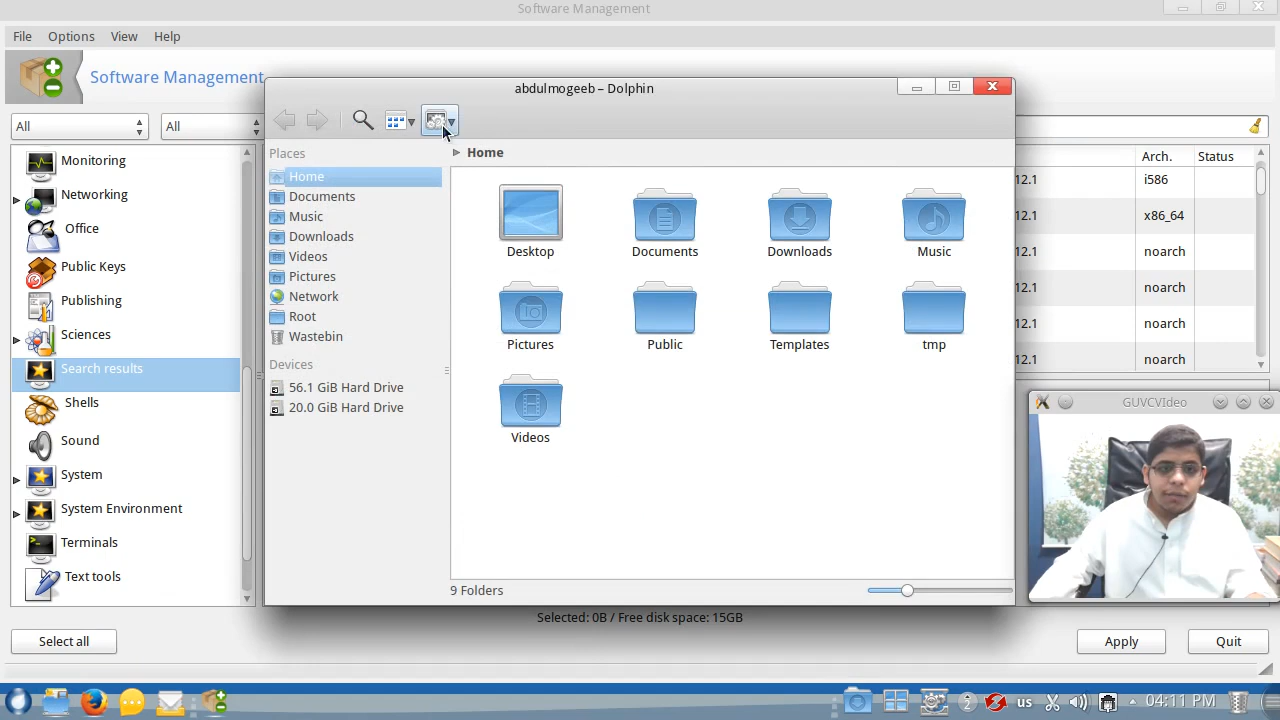 Software Management
File Options View Help
Software Management
All
All
Monitoring
Networking
Office
Public Keys
Publishing
Sciences
Search results
Shells
Sound
System
System Environment
Terminals
Text tools
abdulmogeeb – Dolphin
Places
Home
Documents
Music
Downloads
Videos
Pictures
Network
Root
Wastebin
Devices
56.1 GiB Hard Drive
20.0 GiB Hard Drive
Home
Desktop Documents Downloads Music
Pictures Public Templates tmp
Videos
9 Folders
Arch. Status
12.1 i586
12.1 x86_64
12.1 noarch
12.1 noarch
12.1 noarch
12.1 noarch
GUVCVIdeo
Selected: 0B / Free disk space: 15GB
Select all Apply Quit
us 04:11 PM